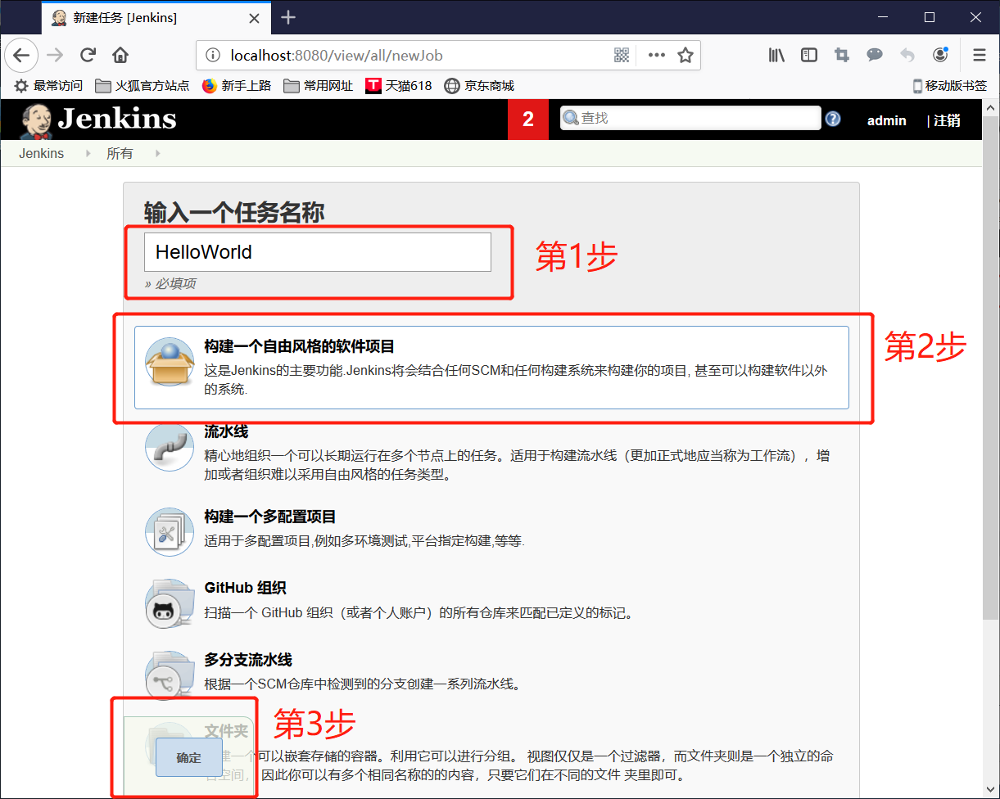 新建任务 [Jenkins]
localhost:8080/view/all/newJob
最常访问 火狐官方站点 新手上路 常用网址 T 天猫618 京东商城 移动版书签
Jenkins 2 查找 admin | 注销
Jenkins 所有
输入一个任务名称
HelloWorld
第1步
» 必填项
构建一个自由风格的软件项目
第2步
这是Jenkins的主要功能.Jenkins将会结合任何SCM和任何构建系统来构建你的项目, 甚至可以构建软件以外
的系统.
流水线
精心地组织一个可以长期运行在多个节点上的任务。适用于构建流水线（更加正式地应当称为工作流），增
加或者组织难以采用自由风格的任务类型。
构建一个多配置项目
适用于多配置项目,例如多环境测试,平台指定构建,等等.
GitHub 组织
扫描一个 GitHub 组织（或者个人账户）的所有仓库来匹配已定义的标记。
多分支流水线
根据一个SCM仓库中检测到的分支创建一系列流水线。
文件夹
第3步
建一个可以嵌套存储的容器。利用它可以进行分组。 视图仅仅是一个过滤器，而文件夹则是一个独立的命
确定
空间， 因此你可以有多个相同名称的的内容，只要它们在不同的文件 夹里即可。